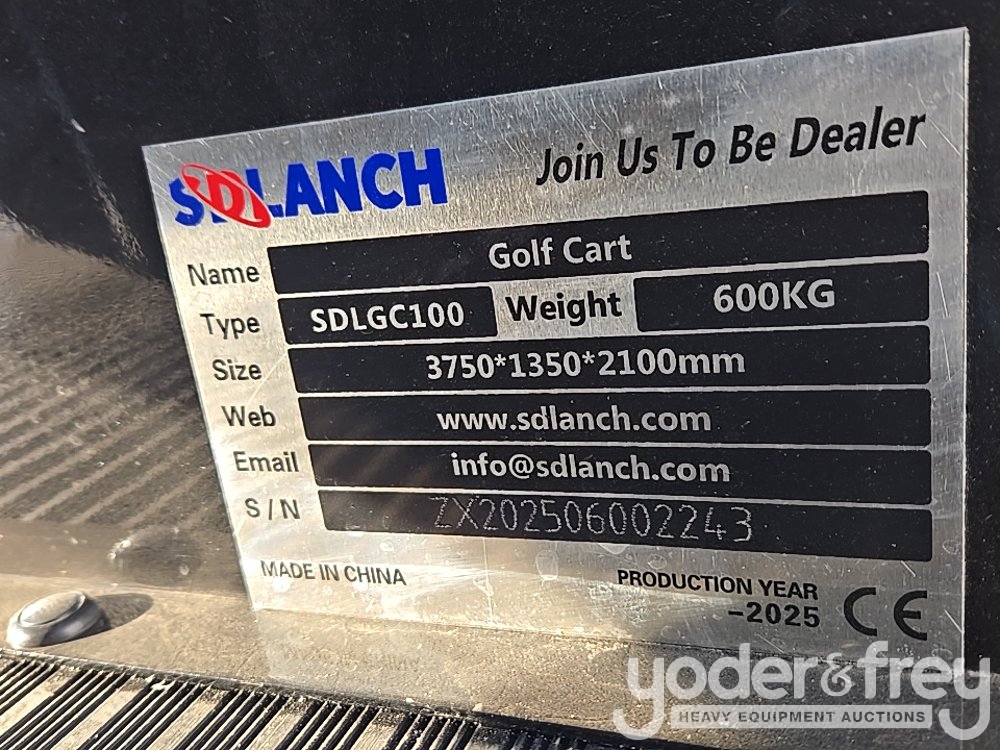 SDLANCH Join Us To Be Dealer
Name Golf Cart
Type SDLGC100 Weight 600KG
Size 3750*1350*2100mm
Web www.sdlanch.com
Email info@sdlanch.com
S/N ZX202506002243
MADE IN CHINA PRODUCTION YEAR
-2025 CE
yoder&frey
HEAVY EQUIPMENT AUCTIONS